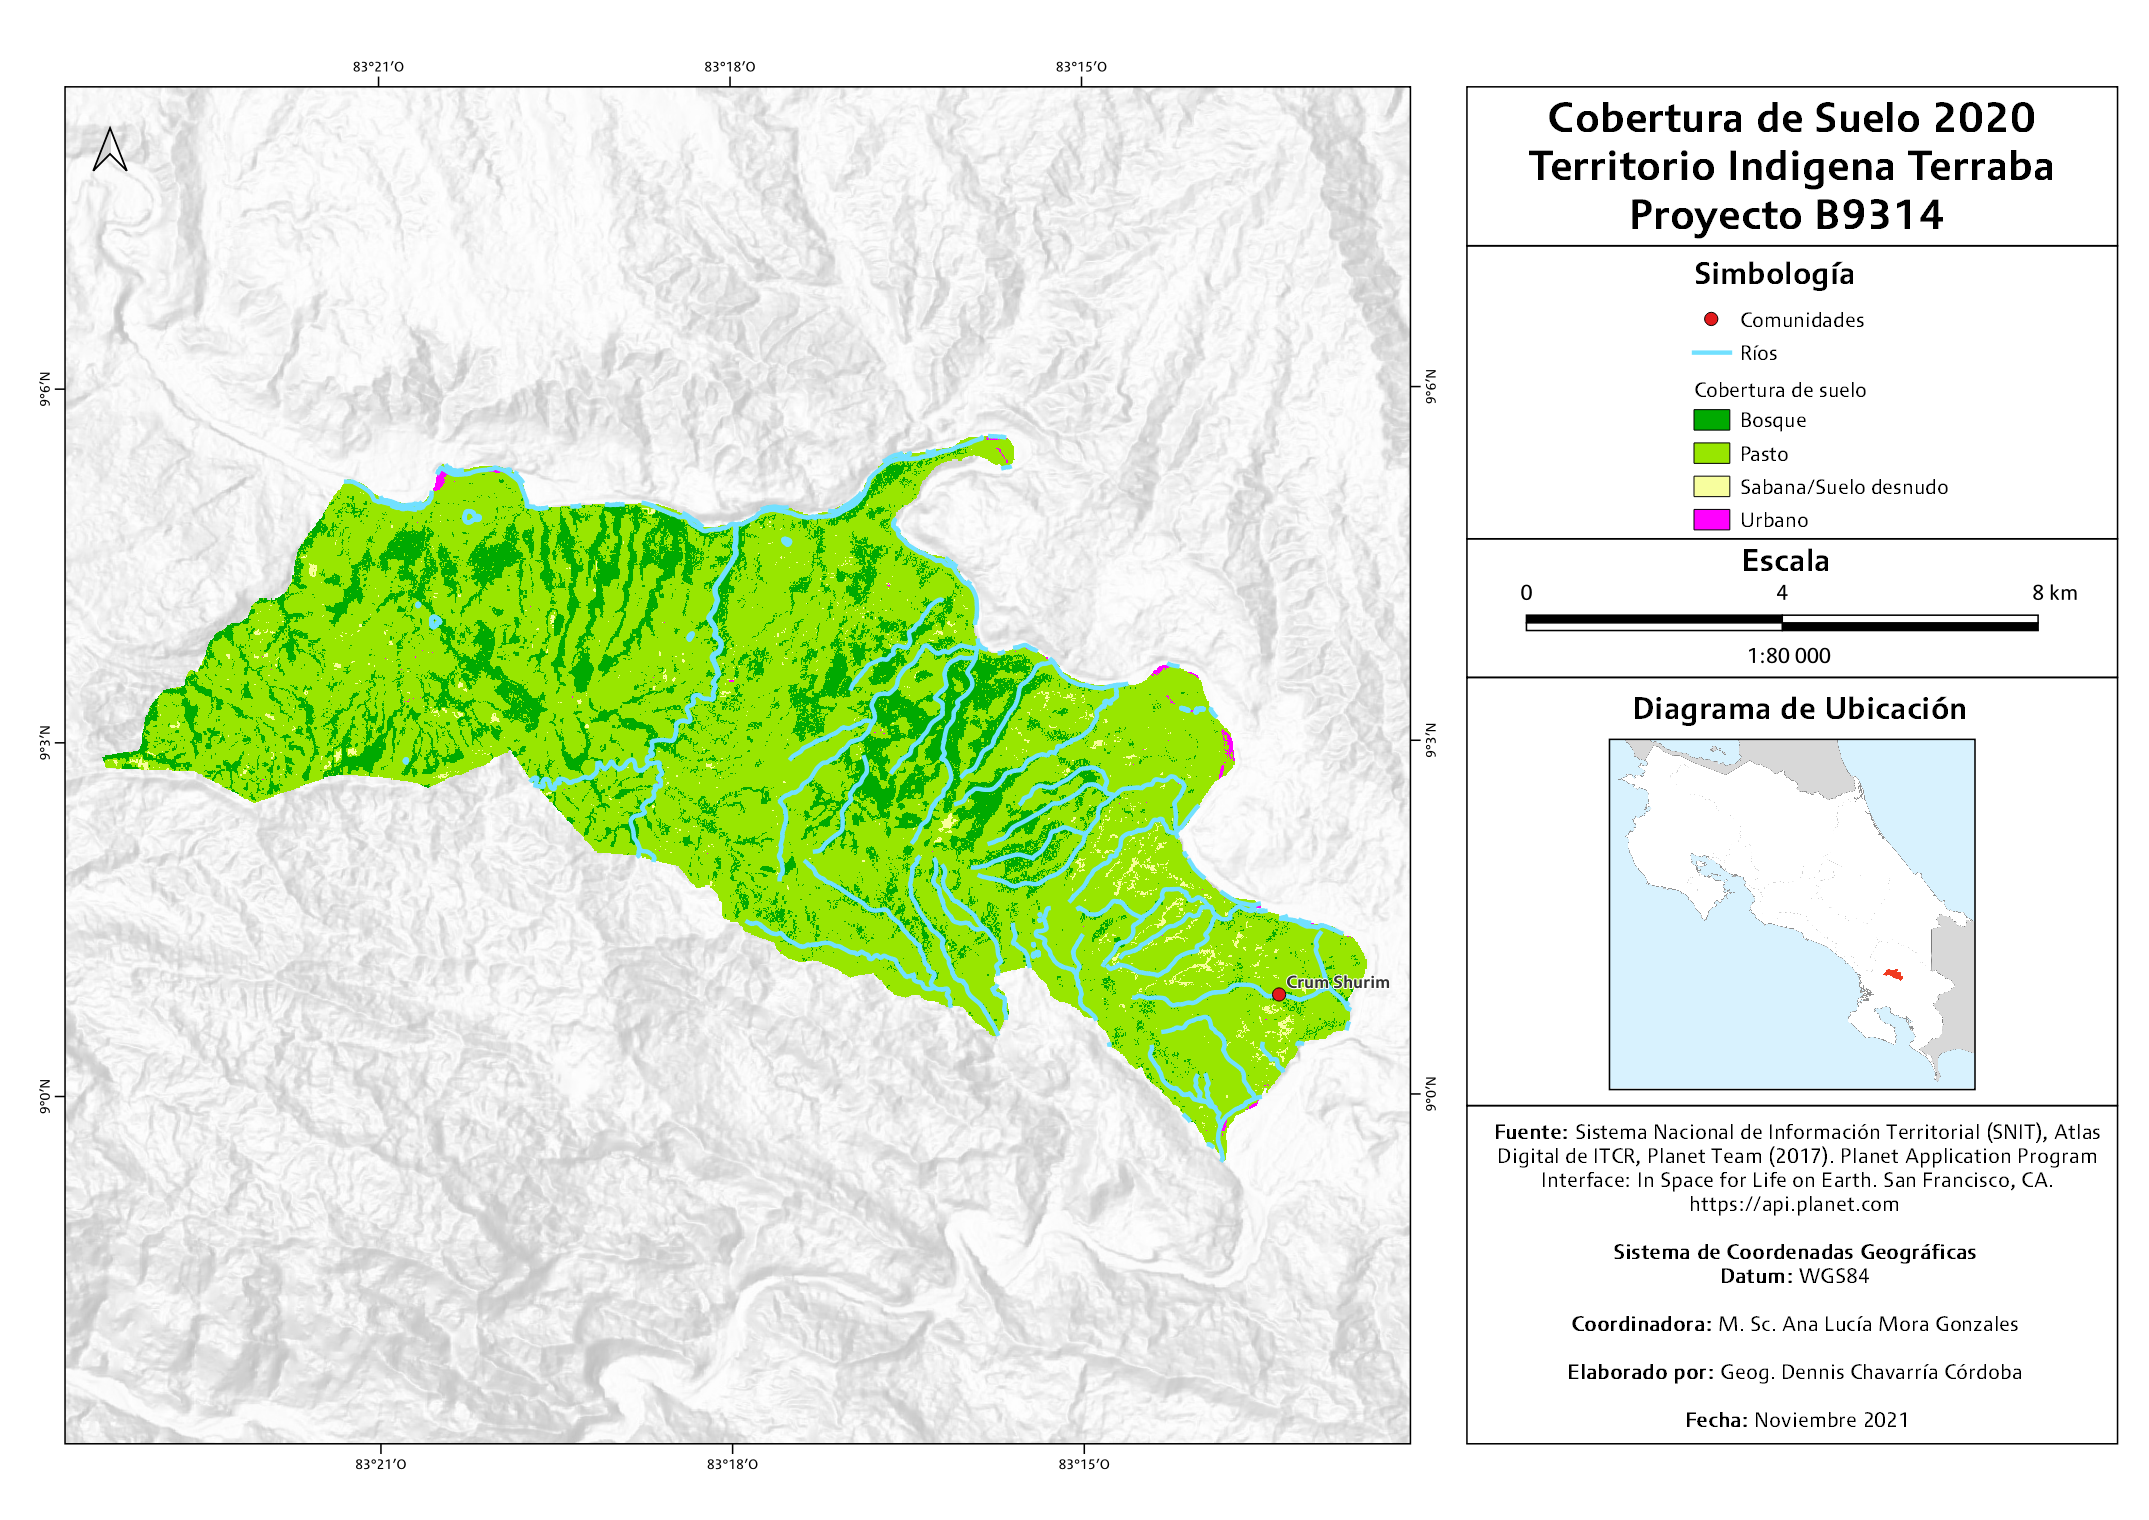 83°21'O
83°18'O
83°15'O
9°6'N
9°6'N
9°3'N
9°3'N
9°0'N
9°0'N
Crum Shurim
83°21'O
83°18'O
83°15'O
Cobertura de Suelo 2020
Territorio Indigena Terraba
Proyecto B9314
Simbología
Comunidades
Ríos
Cobertura de suelo
Bosque
Pasto
Sabana/Suelo desnudo
Urbano
Escala
0 4 8 km
1:80 000
Diagrama de Ubicación
Fuente: Sistema Nacional de Información Territorial (SNIT), Atlas
Digital de ITCR, Planet Team (2017). Planet Application Program
Interface: In Space for Life on Earth. San Francisco, CA.
https://api.planet.com
Sistema de Coordenadas Geográficas
Datum: WGS84
Coordinadora: M. Sc. Ana Lucía Mora Gonzales
Elaborado por: Geog. Dennis Chavarría Córdoba
Fecha: Noviembre 2021